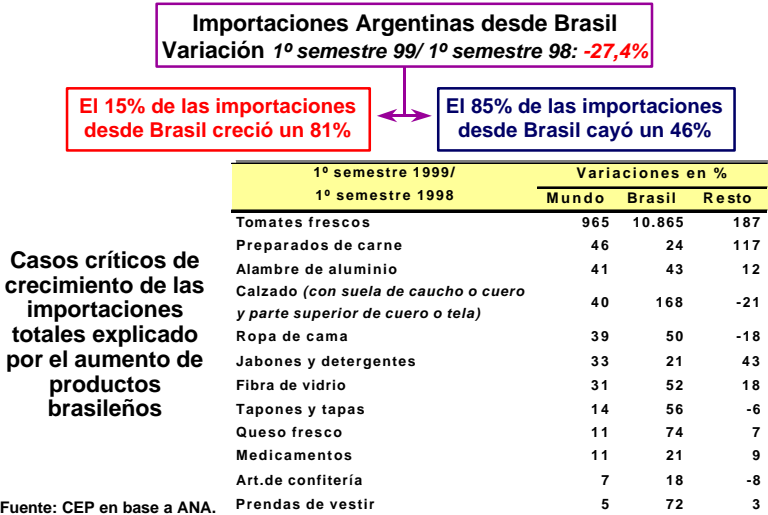 Importaciones Argentinas desde Brasil
Variación 1º semestre 99/ 1º semestre 98: -27,4%
El 15% de las importaciones
desde Brasil creció un 81%
El 85% de las importaciones
desde Brasil cayó un 46%
Casos críticos de
crecimiento de las
importaciones
totales explicado
por el aumento de
productos
brasileños
1º semestre 1999/ Variaciones en %
1º semestre 1998 Mundo Brasil Resto
Tomates frescos 965 10.865 187
Preparados de carne 46 24 117
Alambre de aluminio 41 43 12
Calzado (con suela de caucho o cuero
y parte superior de cuero o tela) 40 168 -21
Ropa de cama 39 50 -18
Jabones y detergentes 33 21 43
Fibra de vidrio 31 52 18
Tapones y tapas 14 56 -6
Queso fresco 11 74 7
Medicamentos 11 21 9
Art.de confitería 7 18 -8
Prendas de vestir 5 72 3
Fuente: CEP en base a ANA.